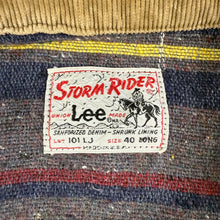 STORM RIDER
UNION MADE
Lee
U.S.A.
SANFORIZED DENIM - SHRUNK LINING
LOT 101 LJ SIZE 40 LONG